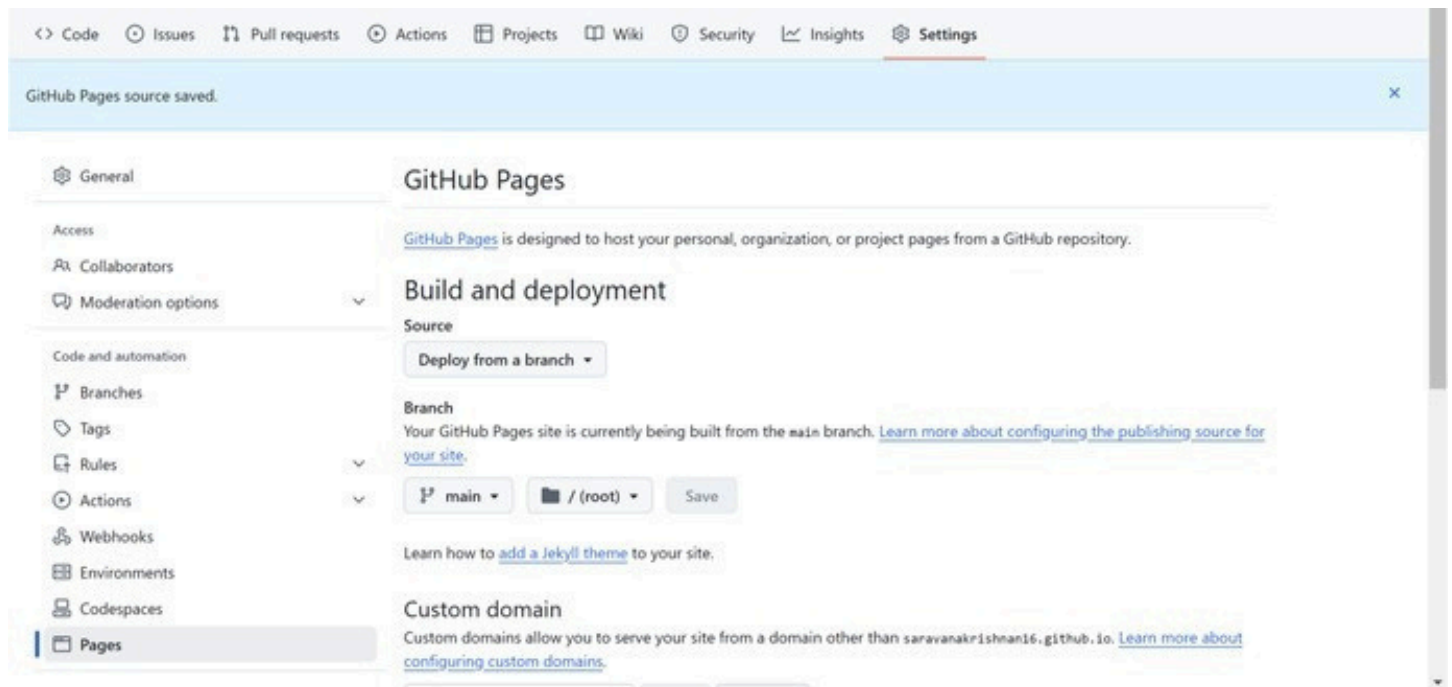 Code Issues Pull requests Actions Projects Wiki Security Insights Settings
GitHub Pages source saved.
General
Access
Collaborators
Moderation options
Code and automation
Branches
Tags
Rules
Actions
Webhooks
Environments
Codespaces
Pages
GitHub Pages
GitHub Pages is designed to host your personal, organization, or project pages from a GitHub repository.
Build and deployment
Source
Deploy from a branch
Branch
Your GitHub Pages site is currently being built from the main branch. Learn more about configuring the publishing source for
your site.
main / (root) Save
Learn how to add a Jekyll theme to your site.
Custom domain
Custom domains allow you to serve your site from a domain other than saravanakrishnan16.github.io. Learn more about
configuring custom domains.